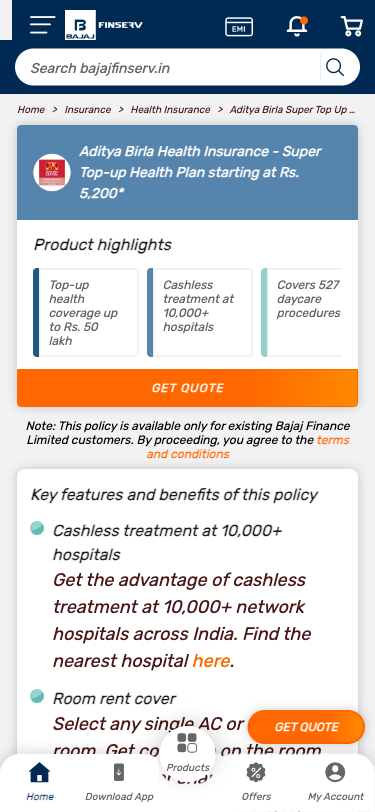 BAJAJ FINSERV
EMI
Search bajajfinserv.in
Home > Insurance > Health Insurance > Aditya Birla Super Top Up ...
Aditya Birla Health Insurance - Super
Top-up Health Plan starting at Rs.
5,200*
Product highlights
Top-up
health
coverage up
to Rs. 50
lakh
Cashless
treatment at
10,000+
hospitals
Covers 527
daycare
procedures
GET QUOTE
Note: This policy is available only for existing Bajaj Finance
Limited customers. By proceeding, you agree to the terms
and conditions
Key features and benefits of this policy
Cashless treatment at 10,000+
hospitals
Get the advantage of cashless
treatment at 10,000+ network
hospitals across India. Find the
nearest hospital here.
Room rent cover
Select any single AC or
GET QUOTE
room. Get on the room
Products
Home
Download App
Offers
My Account